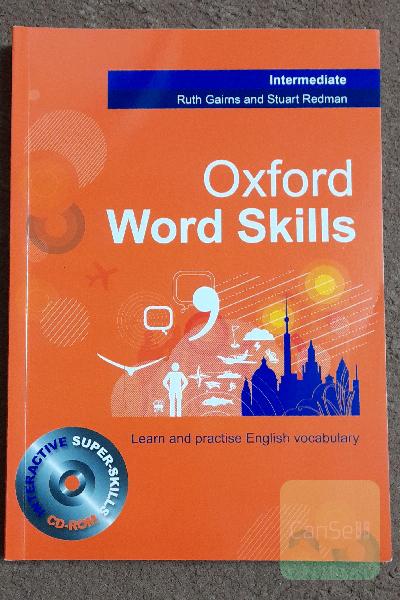 Intermediate
Ruth Gairns and Stuart Redman
Oxford
Word Skills
Learn and practise English vocabulary
INTERACTIVE SUPER-SKILLS
CD-ROM
CanSell